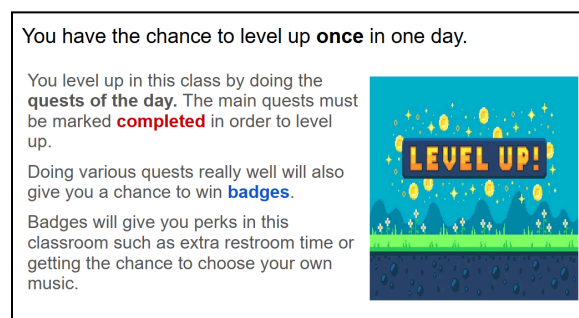 You have the chance to level up once in one day.
You level up in this class by doing the
quests of the day. The main quests must
be marked completed in order to level
up.
Doing various quests really well will also
give you a chance to win badges.
Badges will give you perks in this
classroom such as extra restroom time or
getting the chance to choose your own
music.
LEVEL UP!